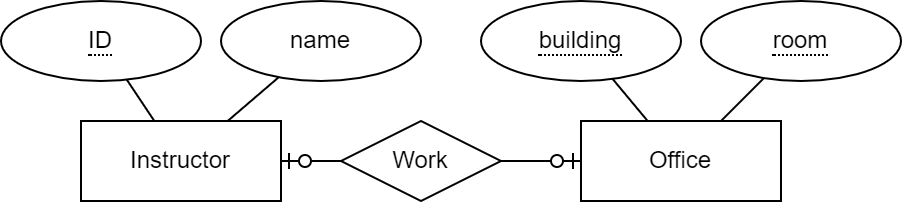 ID
name
building
room
Instructor
Work
Office